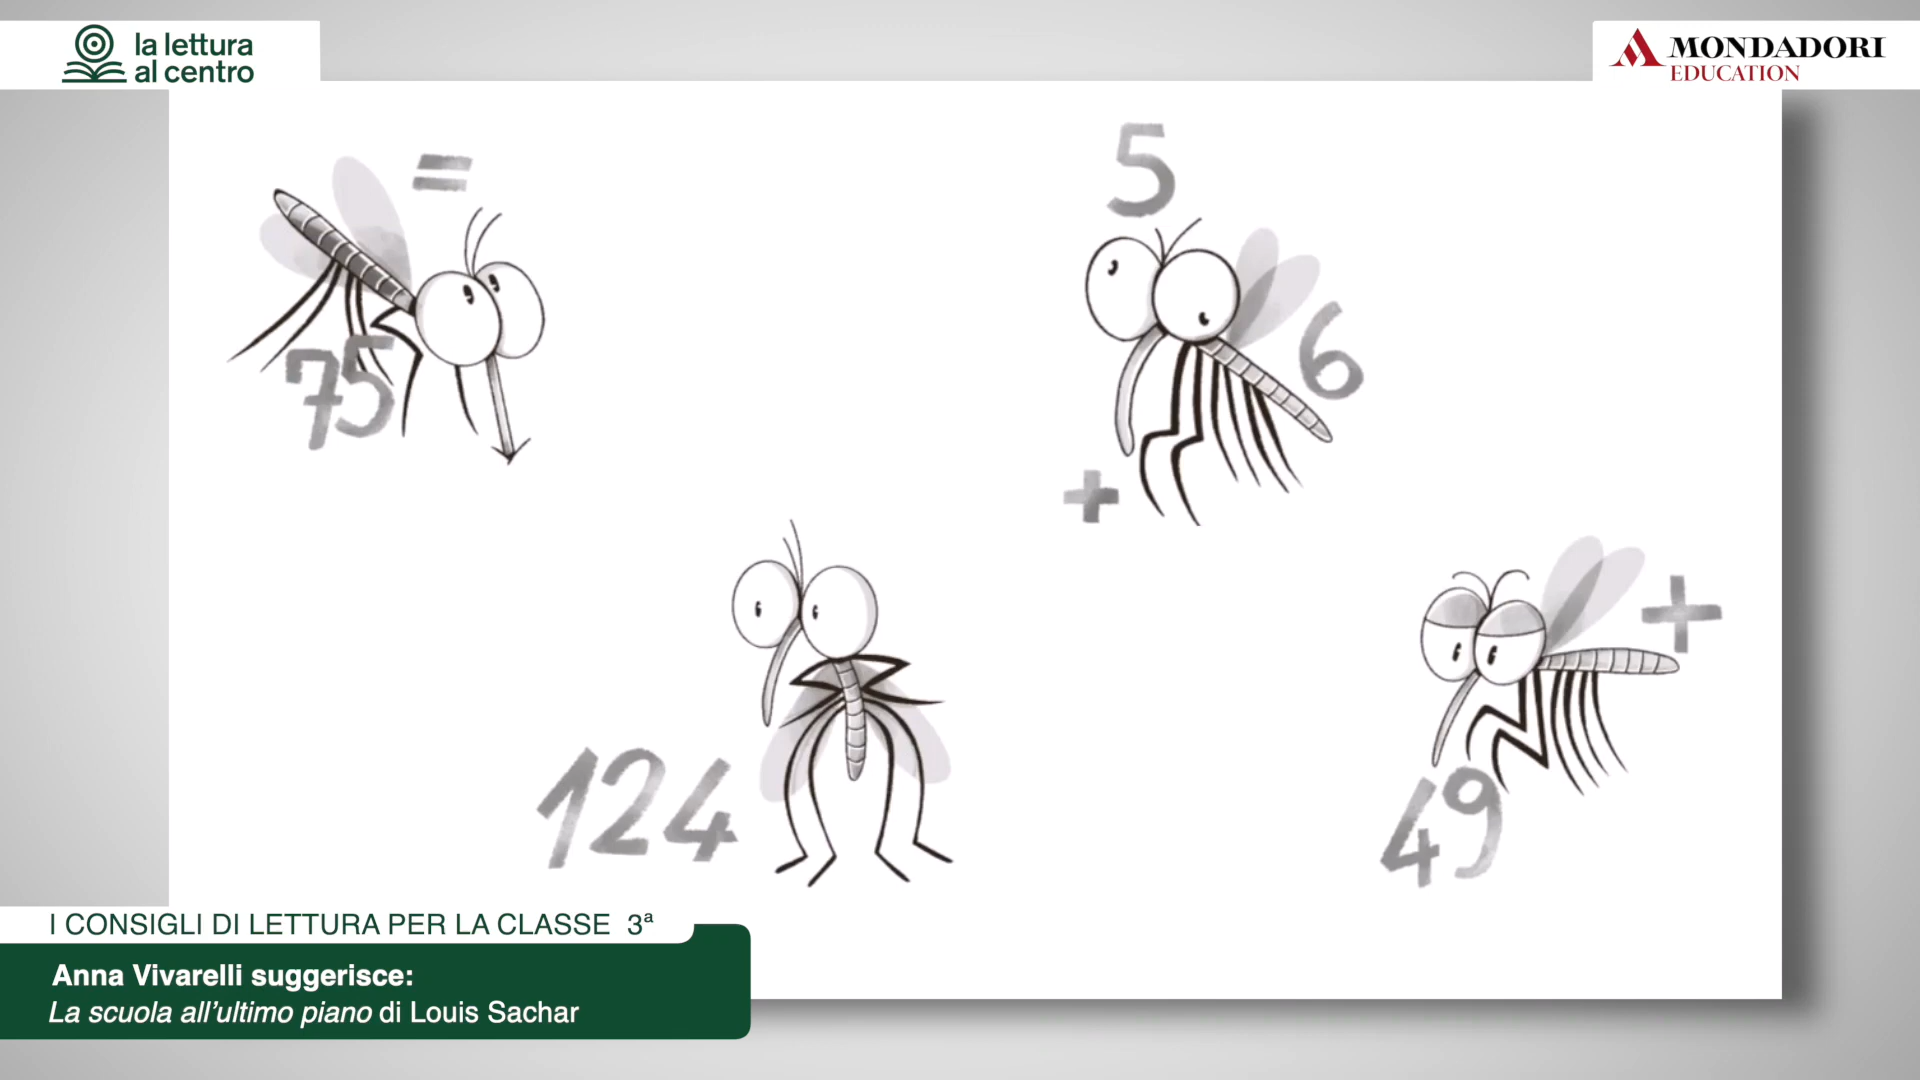 la lettura
al centro
MONDADORI
EDUCATION
=
5
75
6
+
+
124
49
I CONSIGLI DI LETTURA PER LA CLASSE 3ª
Anna Vivarelli suggerisce:
La scuola all’ultimo piano di Louis Sachar